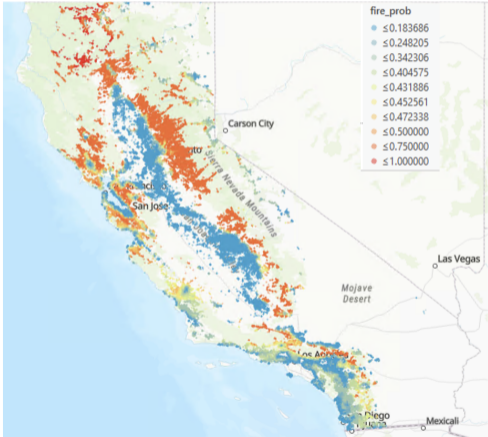 fire_prob
≤0.183686
≤0.248205
≤0.342306
≤0.404575
≤0.431886
≤0.452561
≤0.472338
≤0.500000
≤0.750000
≤1.000000
Carson City
Sierra Nevada Mountains
San Jose
Las Vegas
Mojave
Desert
Los Angeles
Diego
Mexicali